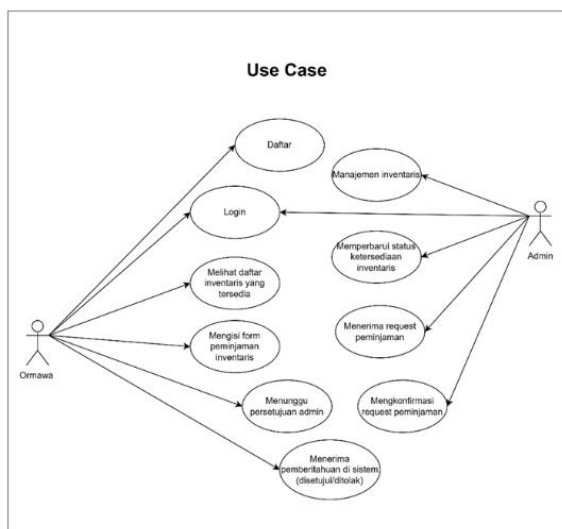 Use Case
Daftar
Manajemen inventaris
Login
Admin
Memperbarui status
ketersediaan
inventaris
Melihat daftar
inventaris yang
tersedia
Menerima request
peminjaman
Mengisi form
peminjaman
inventaris
Ormawa
Menunggu
persetujuan admin
Mengkonfirmasi
request peminjaman
Menerima
pemberitahuan di sistem
(disetujui/ditolak)